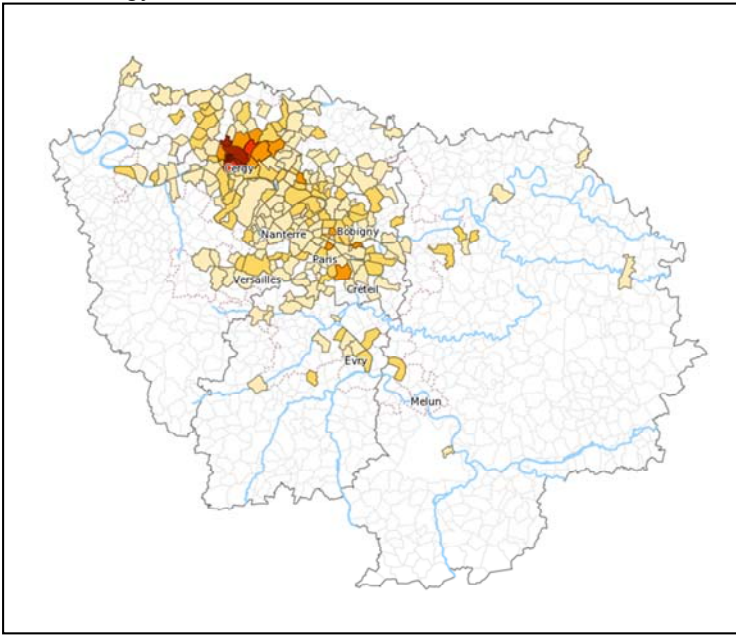 Cergy
Nanterre
Bobigny
Paris
Versailles
Créteil
Evry
Melun